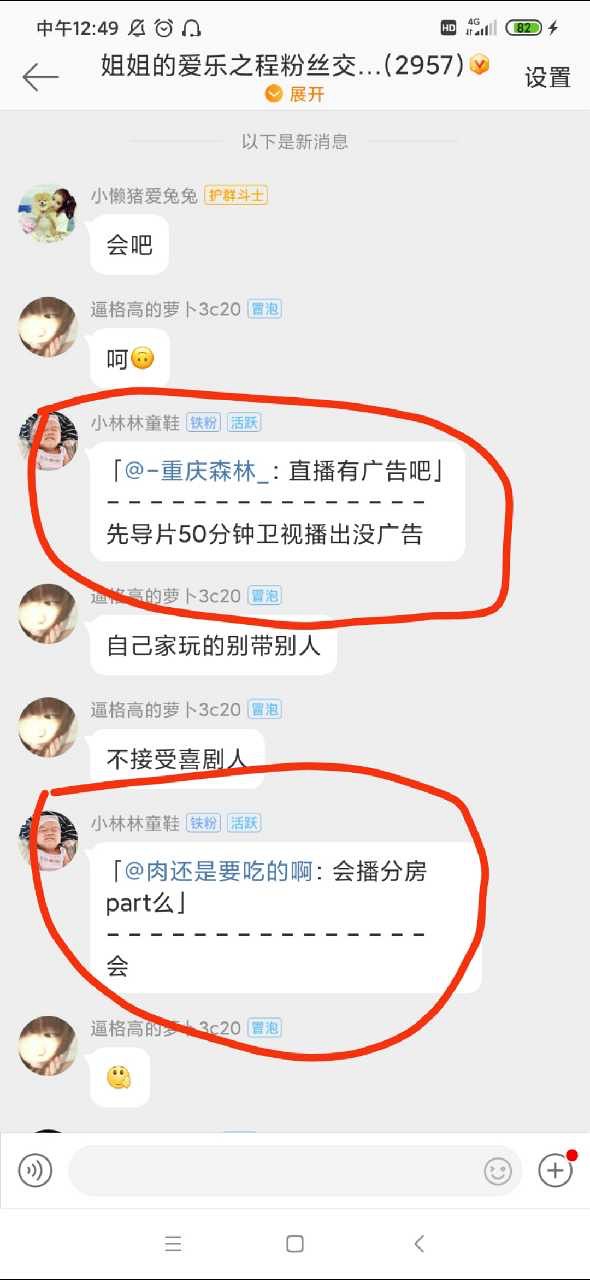 中午12:49
HD 4G 82
姐姐的爱乐之程粉丝交...(2957)
设置
展开
以下是新消息
小懒猪爱兔兔 护群斗士
会吧
逼格高的萝卜3c20 冒泡
呵🙃
小林林童鞋 铁粉 活跃
「@-重庆森林_: 直播有广告吧」
- - - - - - - - - - - - - - -
先导片50分钟卫视播出没广告
逼格高的萝卜3c20 冒泡
自己家玩的别带别人
逼格高的萝卜3c20 冒泡
不接受喜剧人
小林林童鞋 铁粉 活跃
「@肉还是要吃的啊: 会播分房
part么」
- - - - - - - - - - - - - - -
会
逼格高的萝卜3c20 冒泡